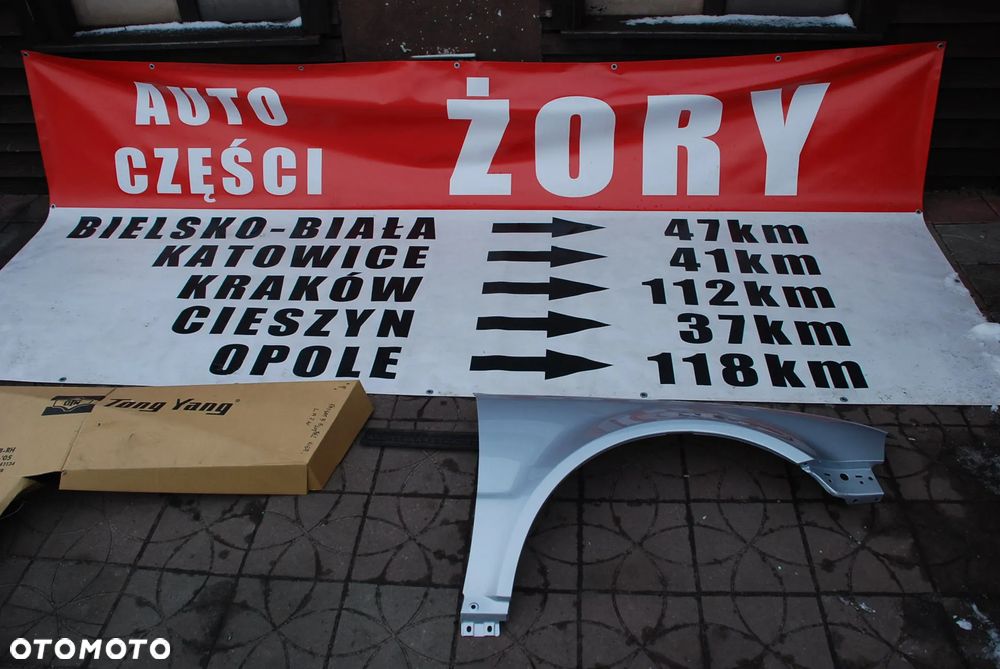 AUTO
CZĘŚCI
ŻORY
BIELSKO-BIAŁA 47km
KATOWICE 41km
KRAKÓW 112km
CIESZYN 37km
OPOLE 118km
Tong Yang®
OTOMOTO